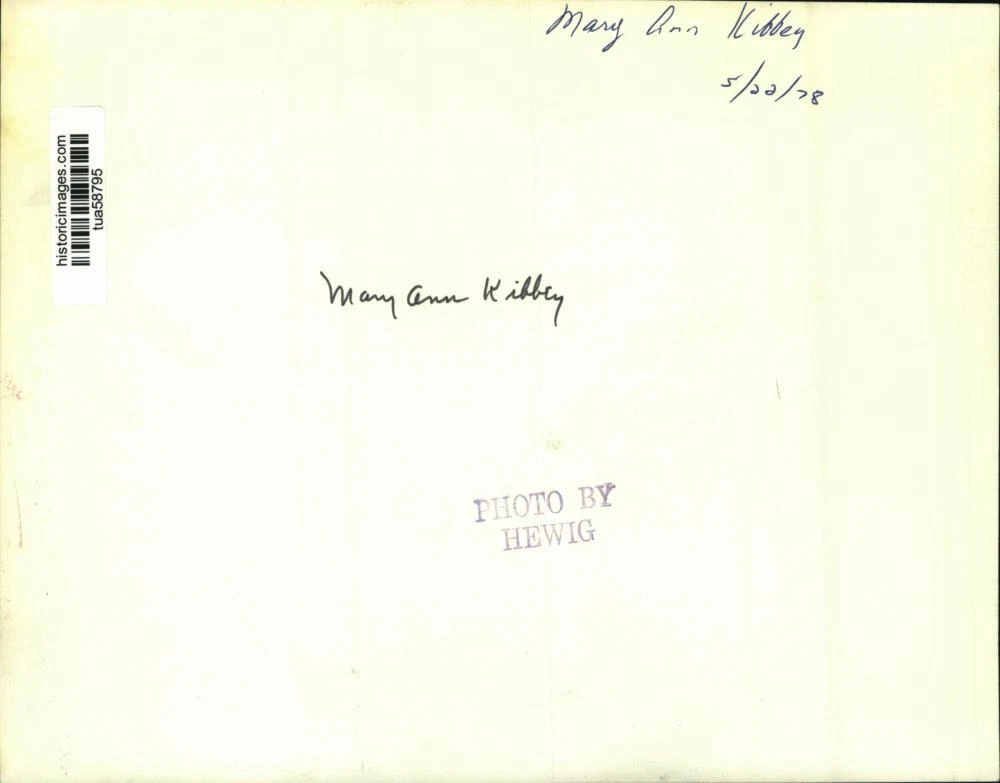 Mary Ann Kibbey
5/22/78
historicimages.com
tua58795
Mary Ann Kibbey
PHOTO BY
HEWIG